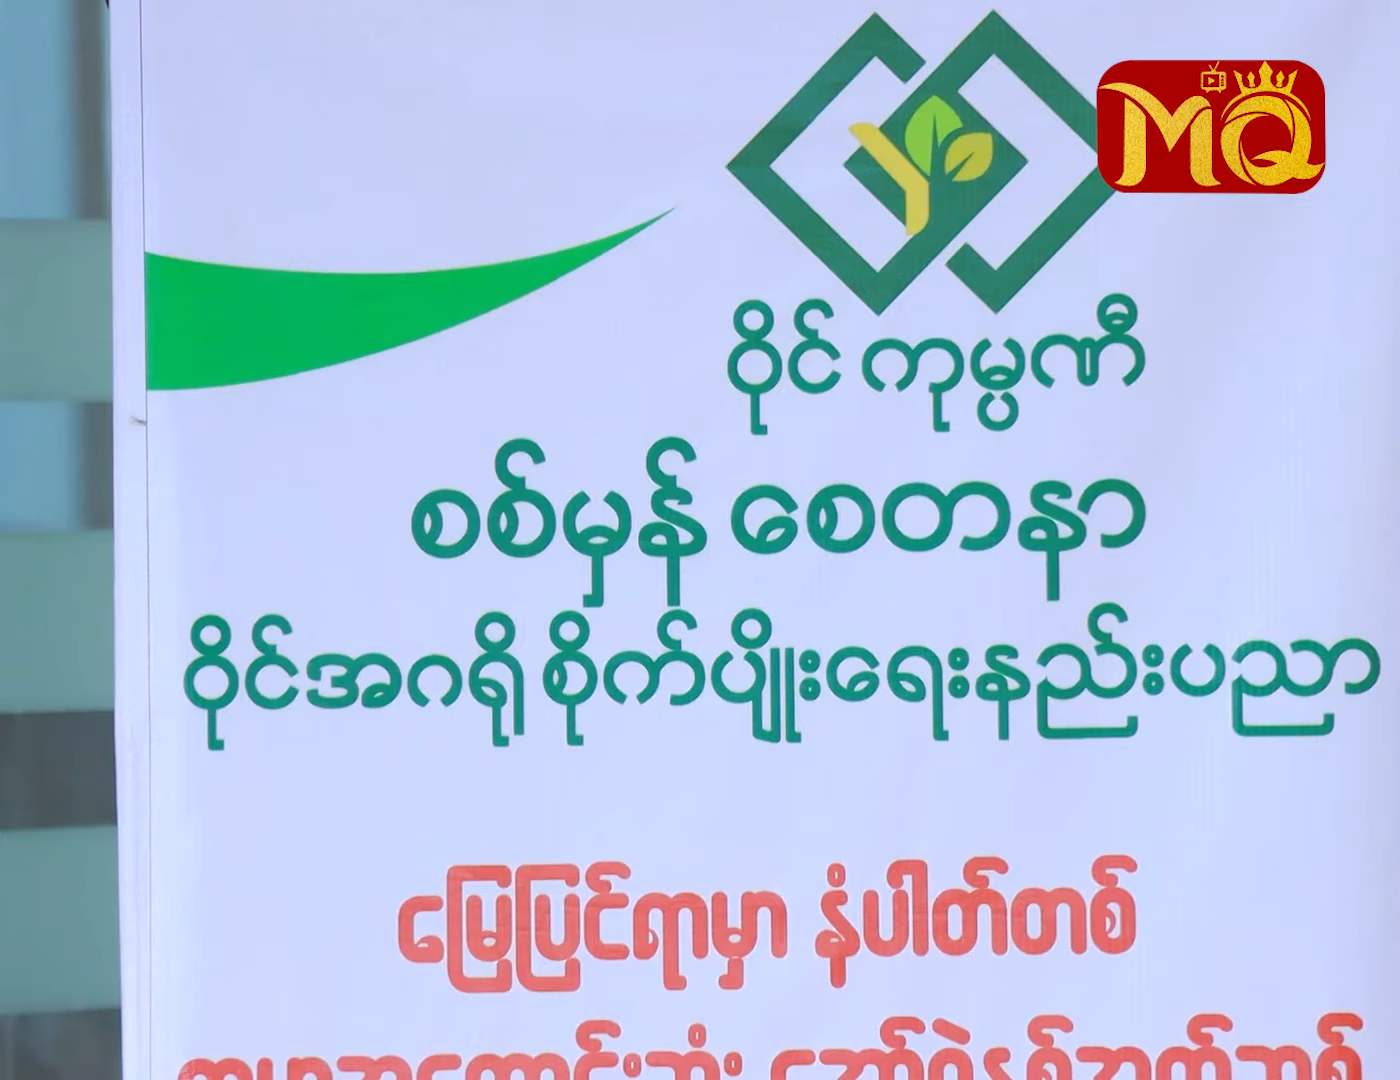 MQ
ဝိုင် ကုမ္ပဏီ
စစ်မှန် စေတနာ
ဝိုင်အဂရို စိုက်ပျိုးရေးနည်းပညာ
မြေပြင်ရာမှာ နံပါတ်တစ်